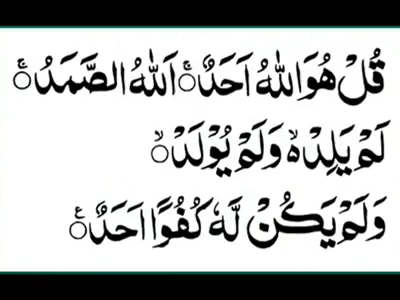 قُلْ هُوَ اللّٰهُ اَحَدٌ ۚ اَللّٰهُ الصَّمَدُ ۚ
لَمْ يَلِدْ ۙ وَلَمْ يُوْلَدْ ۙ
وَلَمْ يَكُنْ لَّهٗ كُفُوًا اَحَدٌ ۠